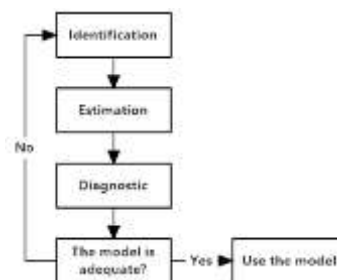 Identification
Estimation
No
Diagnostic
The model is
adequate?
Yes
Use the model